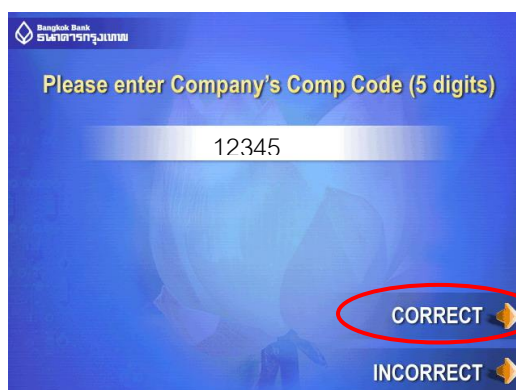 Bangkok Bank
ธนาคารกรุงเทพ
Please enter Company's Comp Code (5 digits)
12345
CORRECT
INCORRECT